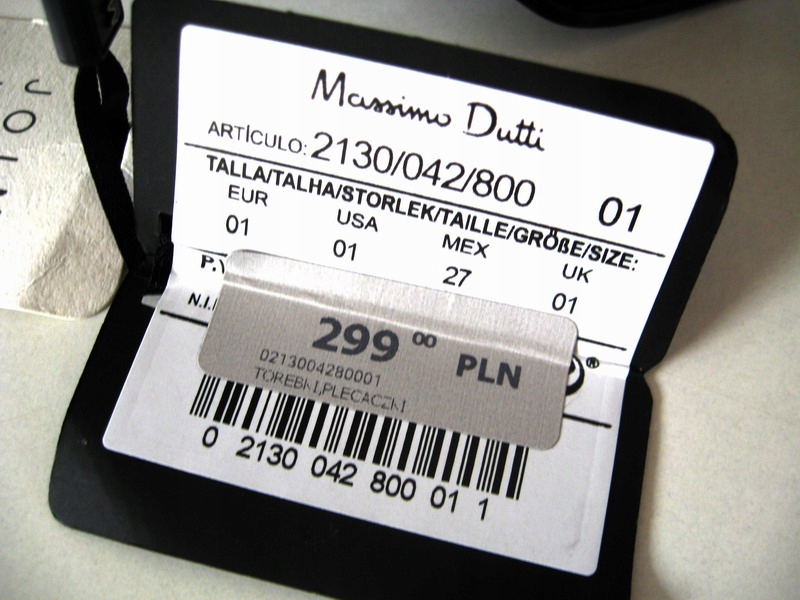 Massimo Dutti
ARTÍCULO: 2130/042/800 01
TALLA/TALHA/STORLEK/TAILLE/GRÖßE/SIZE:
EUR USA MEX UK
01 01 27 01
299 00 PLN
0213004280001
TOREBKI,PLECACZKI
®
0 2130 042 800 01 1